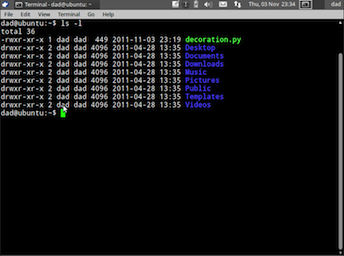 Terminal - dad@ubuntu: ~
Thu, 03 Nov 23:34
dad
File Edit View Terminal Go Help
dad@ubuntu:~$ ls -l
total 36
-rwxr-xr-x 1 dad dad 449 2011-11-03 23:19 decoration.py
drwxr-xr-x 2 dad dad 4096 2011-04-28 13:35 Desktop
drwxr-xr-x 2 dad dad 4096 2011-04-28 13:35 Documents
drwxr-xr-x 2 dad dad 4096 2011-04-28 13:35 Downloads
drwxr-xr-x 2 dad dad 4096 2011-04-28 13:35 Music
drwxr-xr-x 2 dad dad 4096 2011-04-28 13:35 Pictures
drwxr-xr-x 2 dad dad 4096 2011-04-28 13:35 Public
drwxr-xr-x 2 dad dad 4096 2011-04-28 13:35 Templates
drwxr-xr-x 2 dad dad 4096 2011-04-28 13:35 Videos
dad@ubuntu:~$